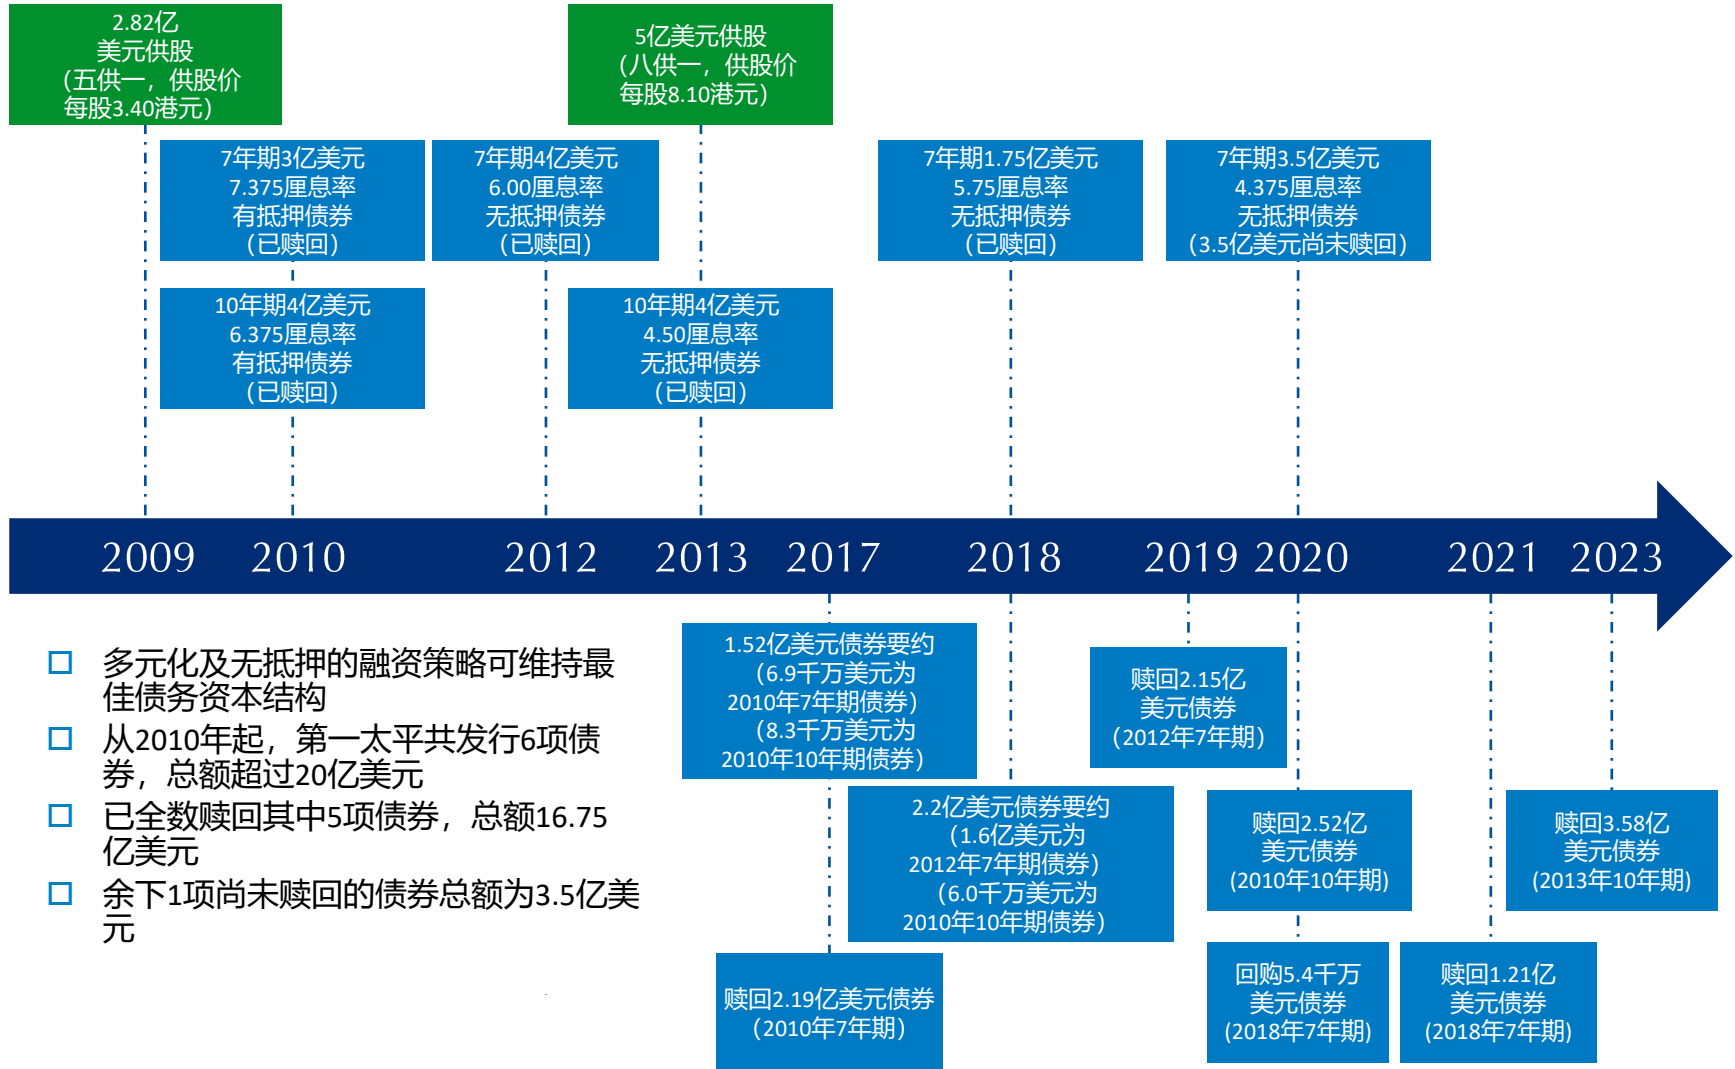 2.82亿
美元供股
（五供一，供股价
每股3.40港元）
5亿美元供股
（八供一，供股价
每股8.10港元）
7年期3亿美元
7.375厘息率
有抵押债券
（已赎回）
7年期4亿美元
6.00厘息率
无抵押债券
（已赎回）
7年期1.75亿美元
5.75厘息率
无抵押债券
（已赎回）
7年期3.5亿美元
4.375厘息率
无抵押债券
（3.5亿美元尚未赎回）
10年期4亿美元
6.375厘息率
有抵押债券
（已赎回）
10年期4亿美元
4.50厘息率
无抵押债券
（已赎回）
2009 2010 2012 2013 2017 2018 2019 2020 2021 2023
多元化及无抵押的融资策略可维持最
佳债务资本结构
从2010年起，第一太平共发行6项债
券，总额超过20亿美元
已全数赎回其中5项债券，总额16.75
亿美元
余下1项尚未赎回的债券总额为3.5亿美
元
1.52亿美元债券要约
（6.9千万美元为
2010年7年期债券）
（8.3千万美元为
2010年10年期债券）
赎回2.19亿美元债券
（2010年7年期）
2.2亿美元债券要约
（1.6亿美元为
2012年7年期债券）
（6.0千万美元为
2010年10年期债券）
赎回2.15亿
美元债券
（2012年7年期）
赎回2.52亿
美元债券
(2010年10年期)
回购5.4千万
美元债券
(2018年7年期)
赎回1.21亿
美元债券
(2018年7年期)
赎回3.58亿
美元债券
(2013年10年期)